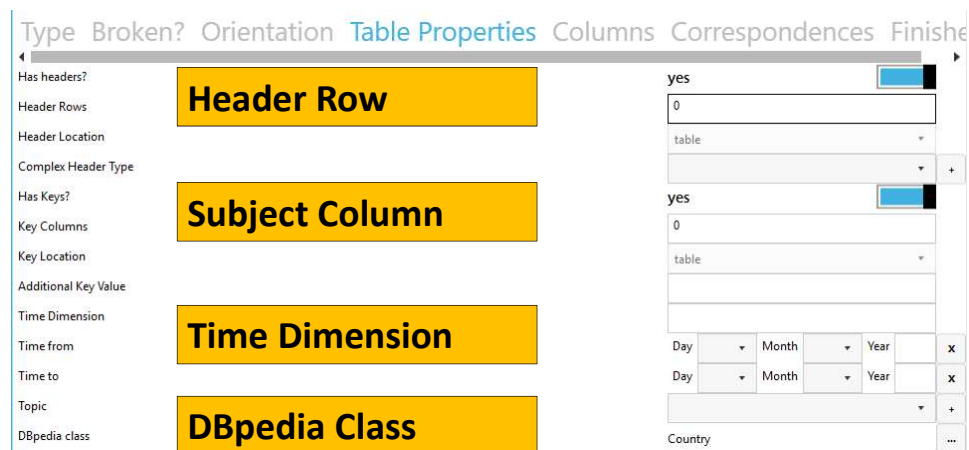 Type Broken? Orientation Table Properties Columns Correspondences Finishe
Has headers? yes
Header Row
Header Rows 0
Header Location table
Complex Header Type +
Has Keys? yes
Subject Column
Key Columns 0
Key Location table
Additional Key Value
Time Dimension
Time Dimension
Time from Day Month Year x
Time to Day Month Year x
Topic +
DBpedia Class
DBpedia class Country ...